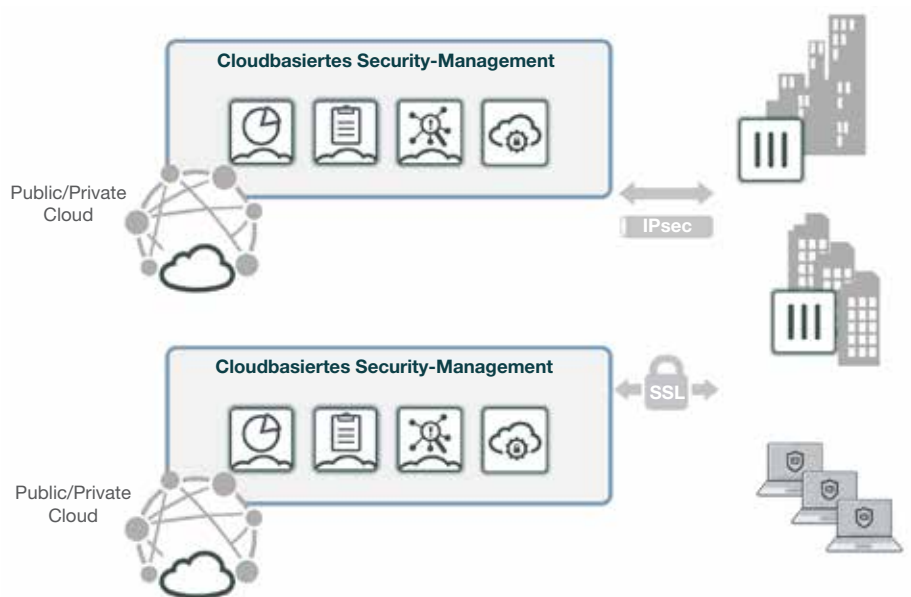 Cloudbasiertes Security-Management
Public/Private
Cloud
IPsec
Cloudbasiertes Security-Management
SSL
Public/Private
Cloud